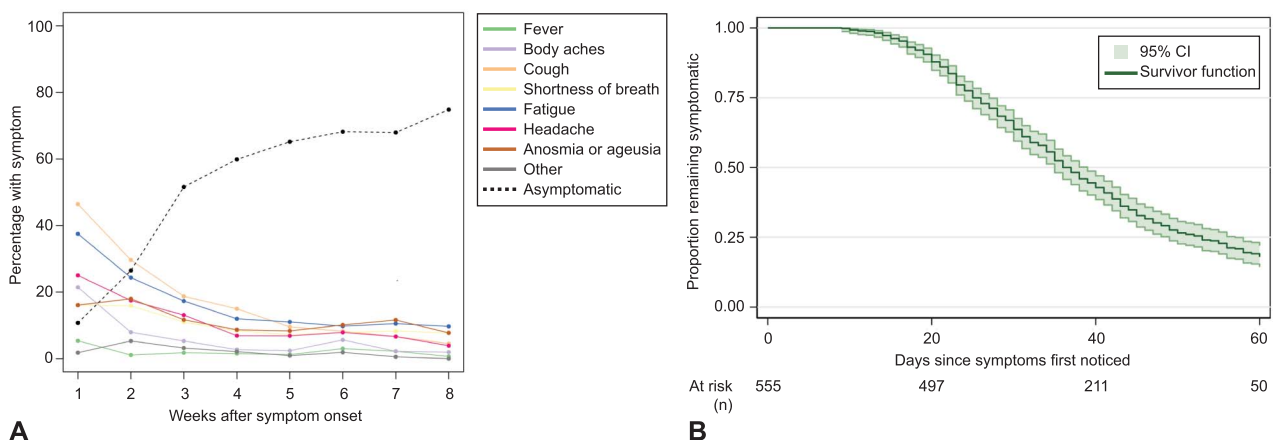 100
80
60
40
20
0
Percentage with symptom
1 2 3 4 5 6 7 8
Weeks after symptom onset
Fever
Body aches
Cough
Shortness of breath
Fatigue
Headache
Anosmia or ageusia
Other
Asymptomatic
A
1.00
0.75
0.50
0.25
0.00
Proportion remaining symptomatic
95% CI
Survivor function
0 20 40 60
Days since symptoms first noticed
At risk 555 497 211 50
(n)
B